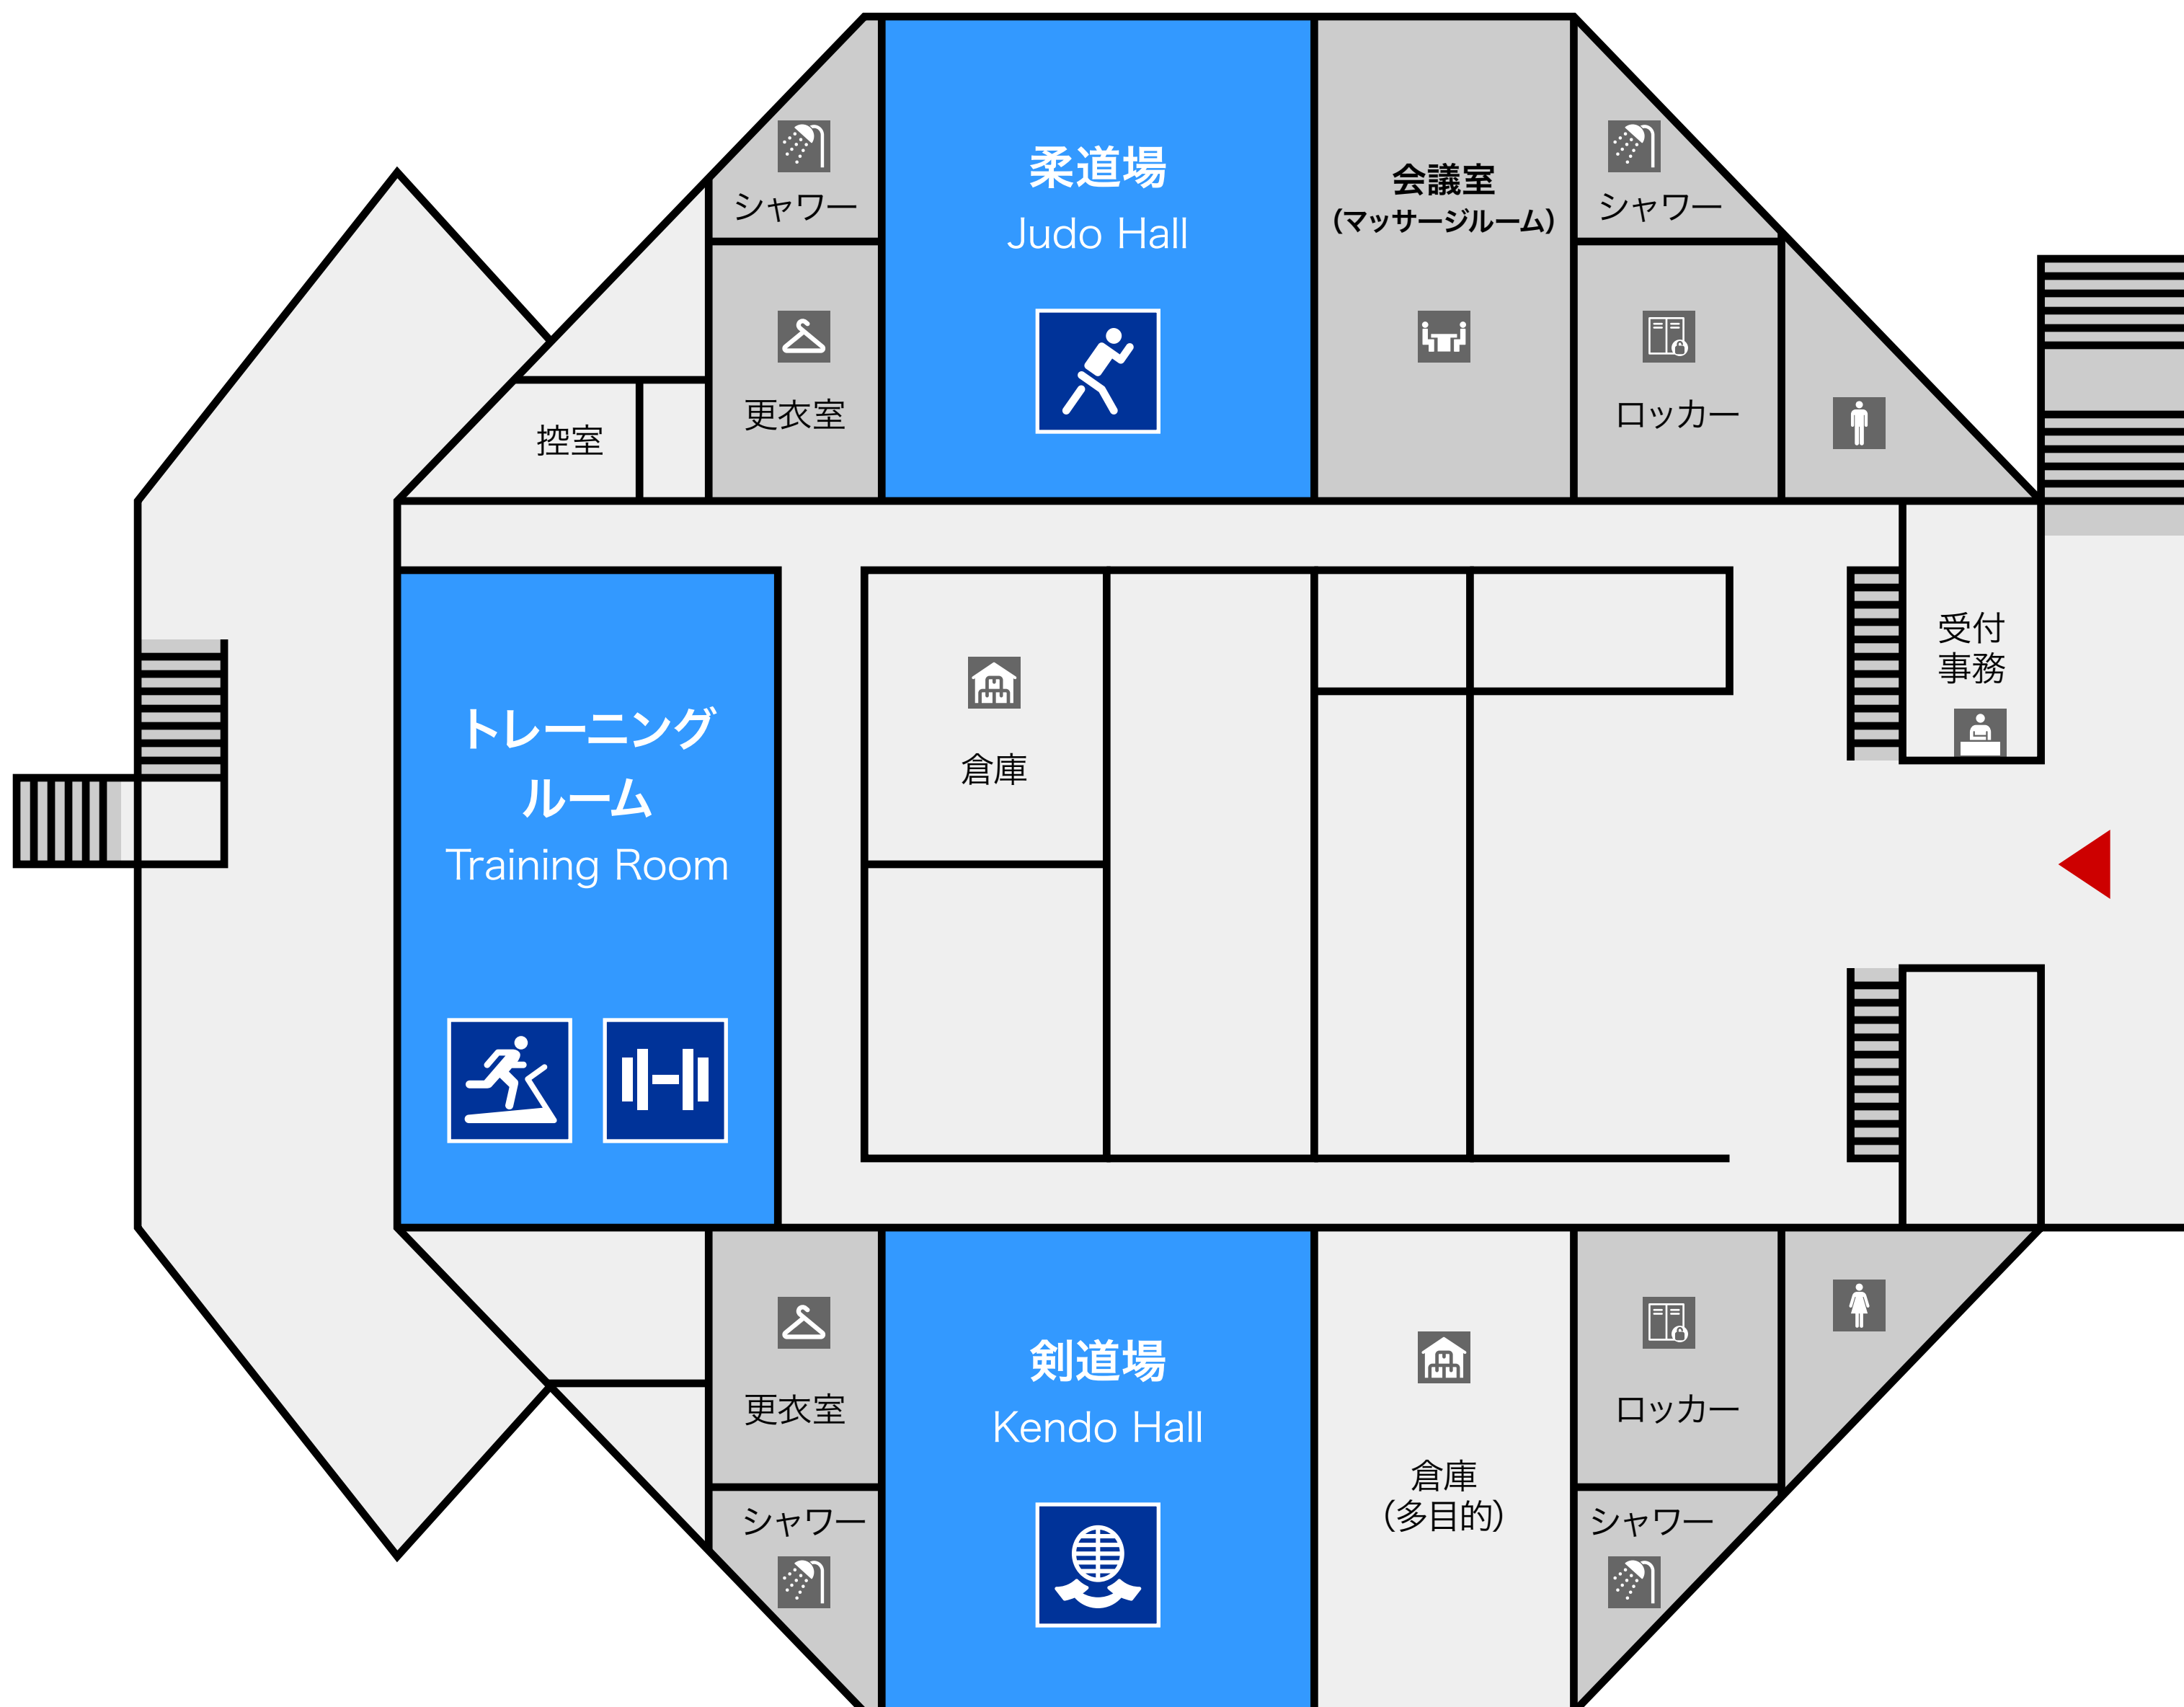 シャワー
柔道場
Judo Hall
会議室
(マッサージルーム)
シャワー
控室
更衣室
ロッカー
受付
事務
トレーニング
ルーム
Training Room
倉庫
更衣室
シャワー
剣道場
Kendo Hall
倉庫
(多目的)
ロッカー
シャワー